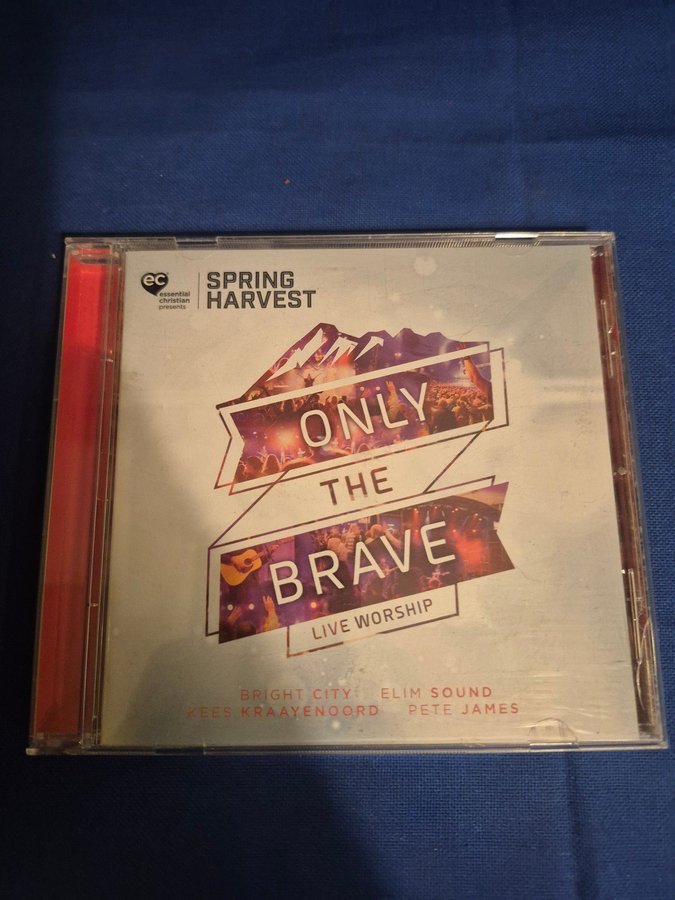 ec
essential
christian
presents
SPRING
HARVEST
ONLY
THE
BRAVE
LIVE WORSHIP
BRIGHT CITY ELIM SOUND
KEES KRAAYENOORD PETE JAMES